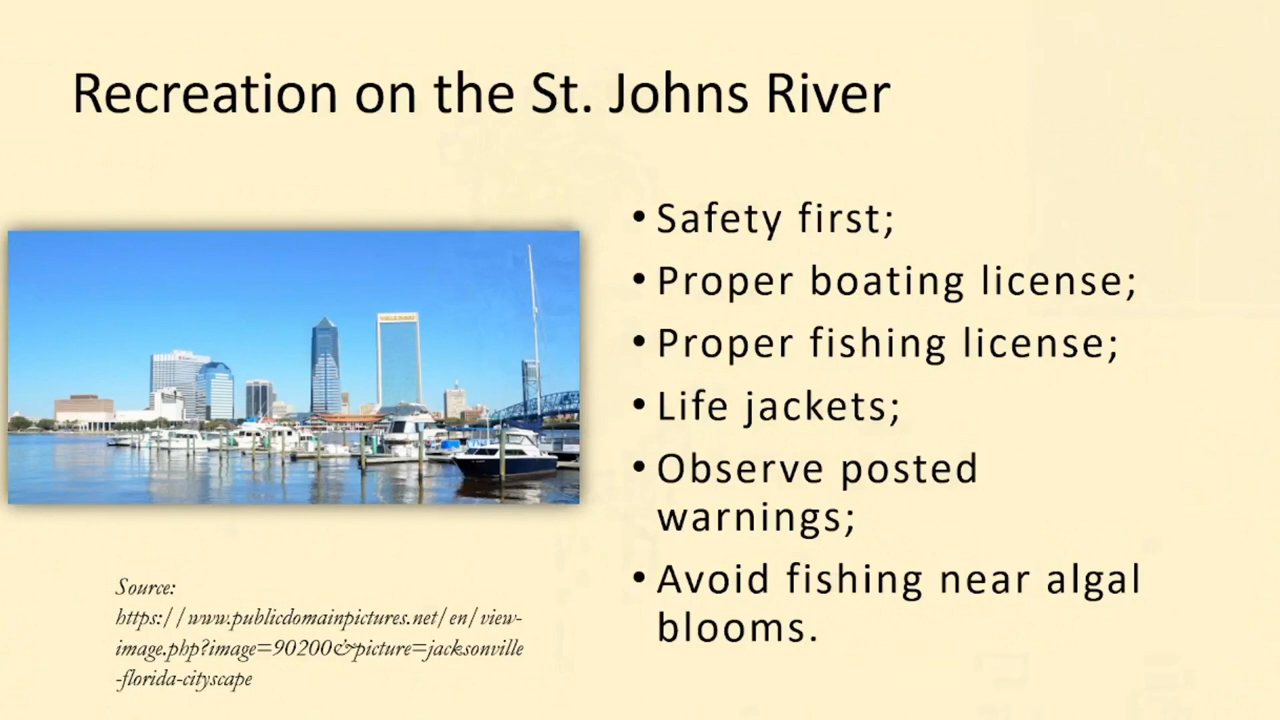 Recreation on the St. Johns River
• Safety first;
• Proper boating license;
• Proper fishing license;
• Life jackets;
• Observe posted
warnings;
• Avoid fishing near algal
blooms.
Source:
https://www.publicdomainpictures.net/en/view-
image.php?image=90200&picture=jacksonville
-florida-cityscape